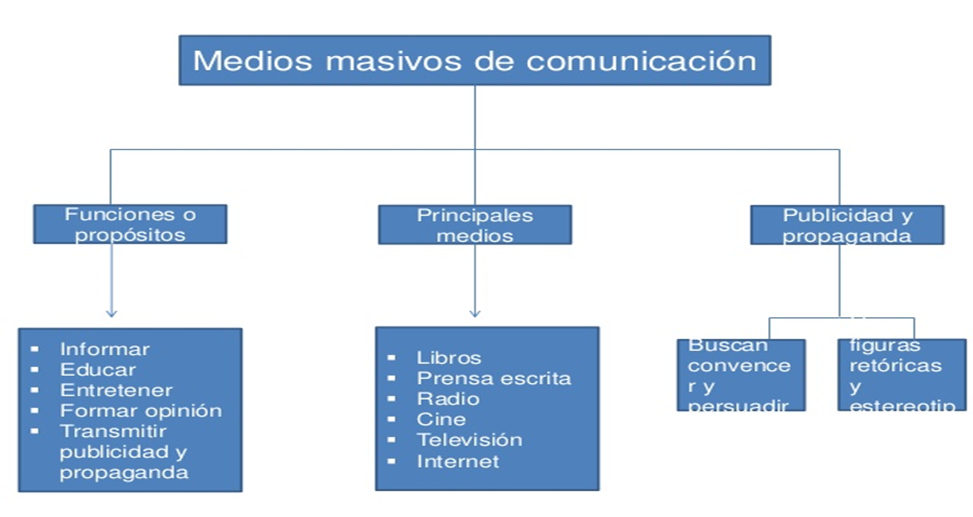 Medios masivos de comunicación
Funciones o
propósitos
Principales
medios
Publicidad y
propaganda
Informar
Educar
Entretener
Formar opinión
Transmitir
publicidad y
propaganda
Libros
Prensa escrita
Radio
Cine
Televisión
Internet
Buscan
convence
r y
persuadir
figuras
retóricas
y
estereotip